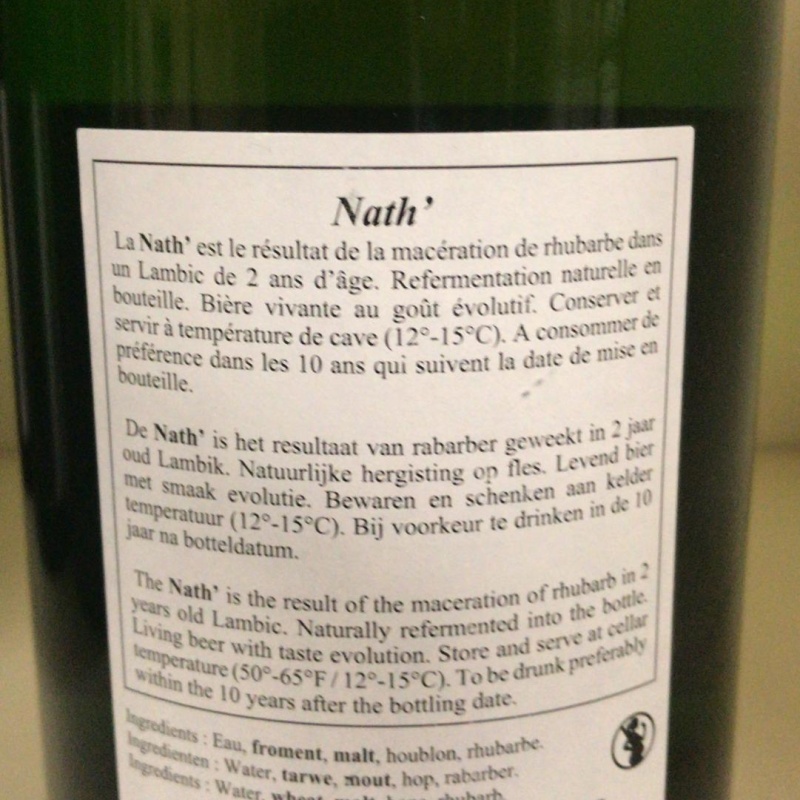 Nath'
La Nath' est le résultat de la macération de rhubarbe dans
un Lambic de 2 ans d'âge. Refermentation naturelle en
bouteille. Bière vivante au goût évolutif. Conserver et
servir à température de cave (12°-15°C). A consommer de
préférence dans les 10 ans qui suivent la date de mise en
bouteille.
De Nath' is het resultaat van rabarber geweekt in 2 jaar
oud Lambik. Natuurlijke hergisting op fles. Levend bier
met smaak evolutie. Bewaren en schenken aan kelder
temperatuur (12°-15°C). Bij voorkeur te drinken in de 10
jaar na botteldatum.
The Nath' is the result of the maceration of rhubarb in 2
years old Lambic. Naturally refermented into the bottle.
Living beer with taste evolution. Store and serve at cellar
temperature (50°-65°F / 12°-15°C). To be drunk preferably
within the 10 years after the bottling date.
Ingredients : Eau, froment, malt, houblon, rhubarbe.
Ingredienten : Water, tarwe, mout, hop, rabarber.
Ingredients : Water, wheat, malt, hops, rhubarb.